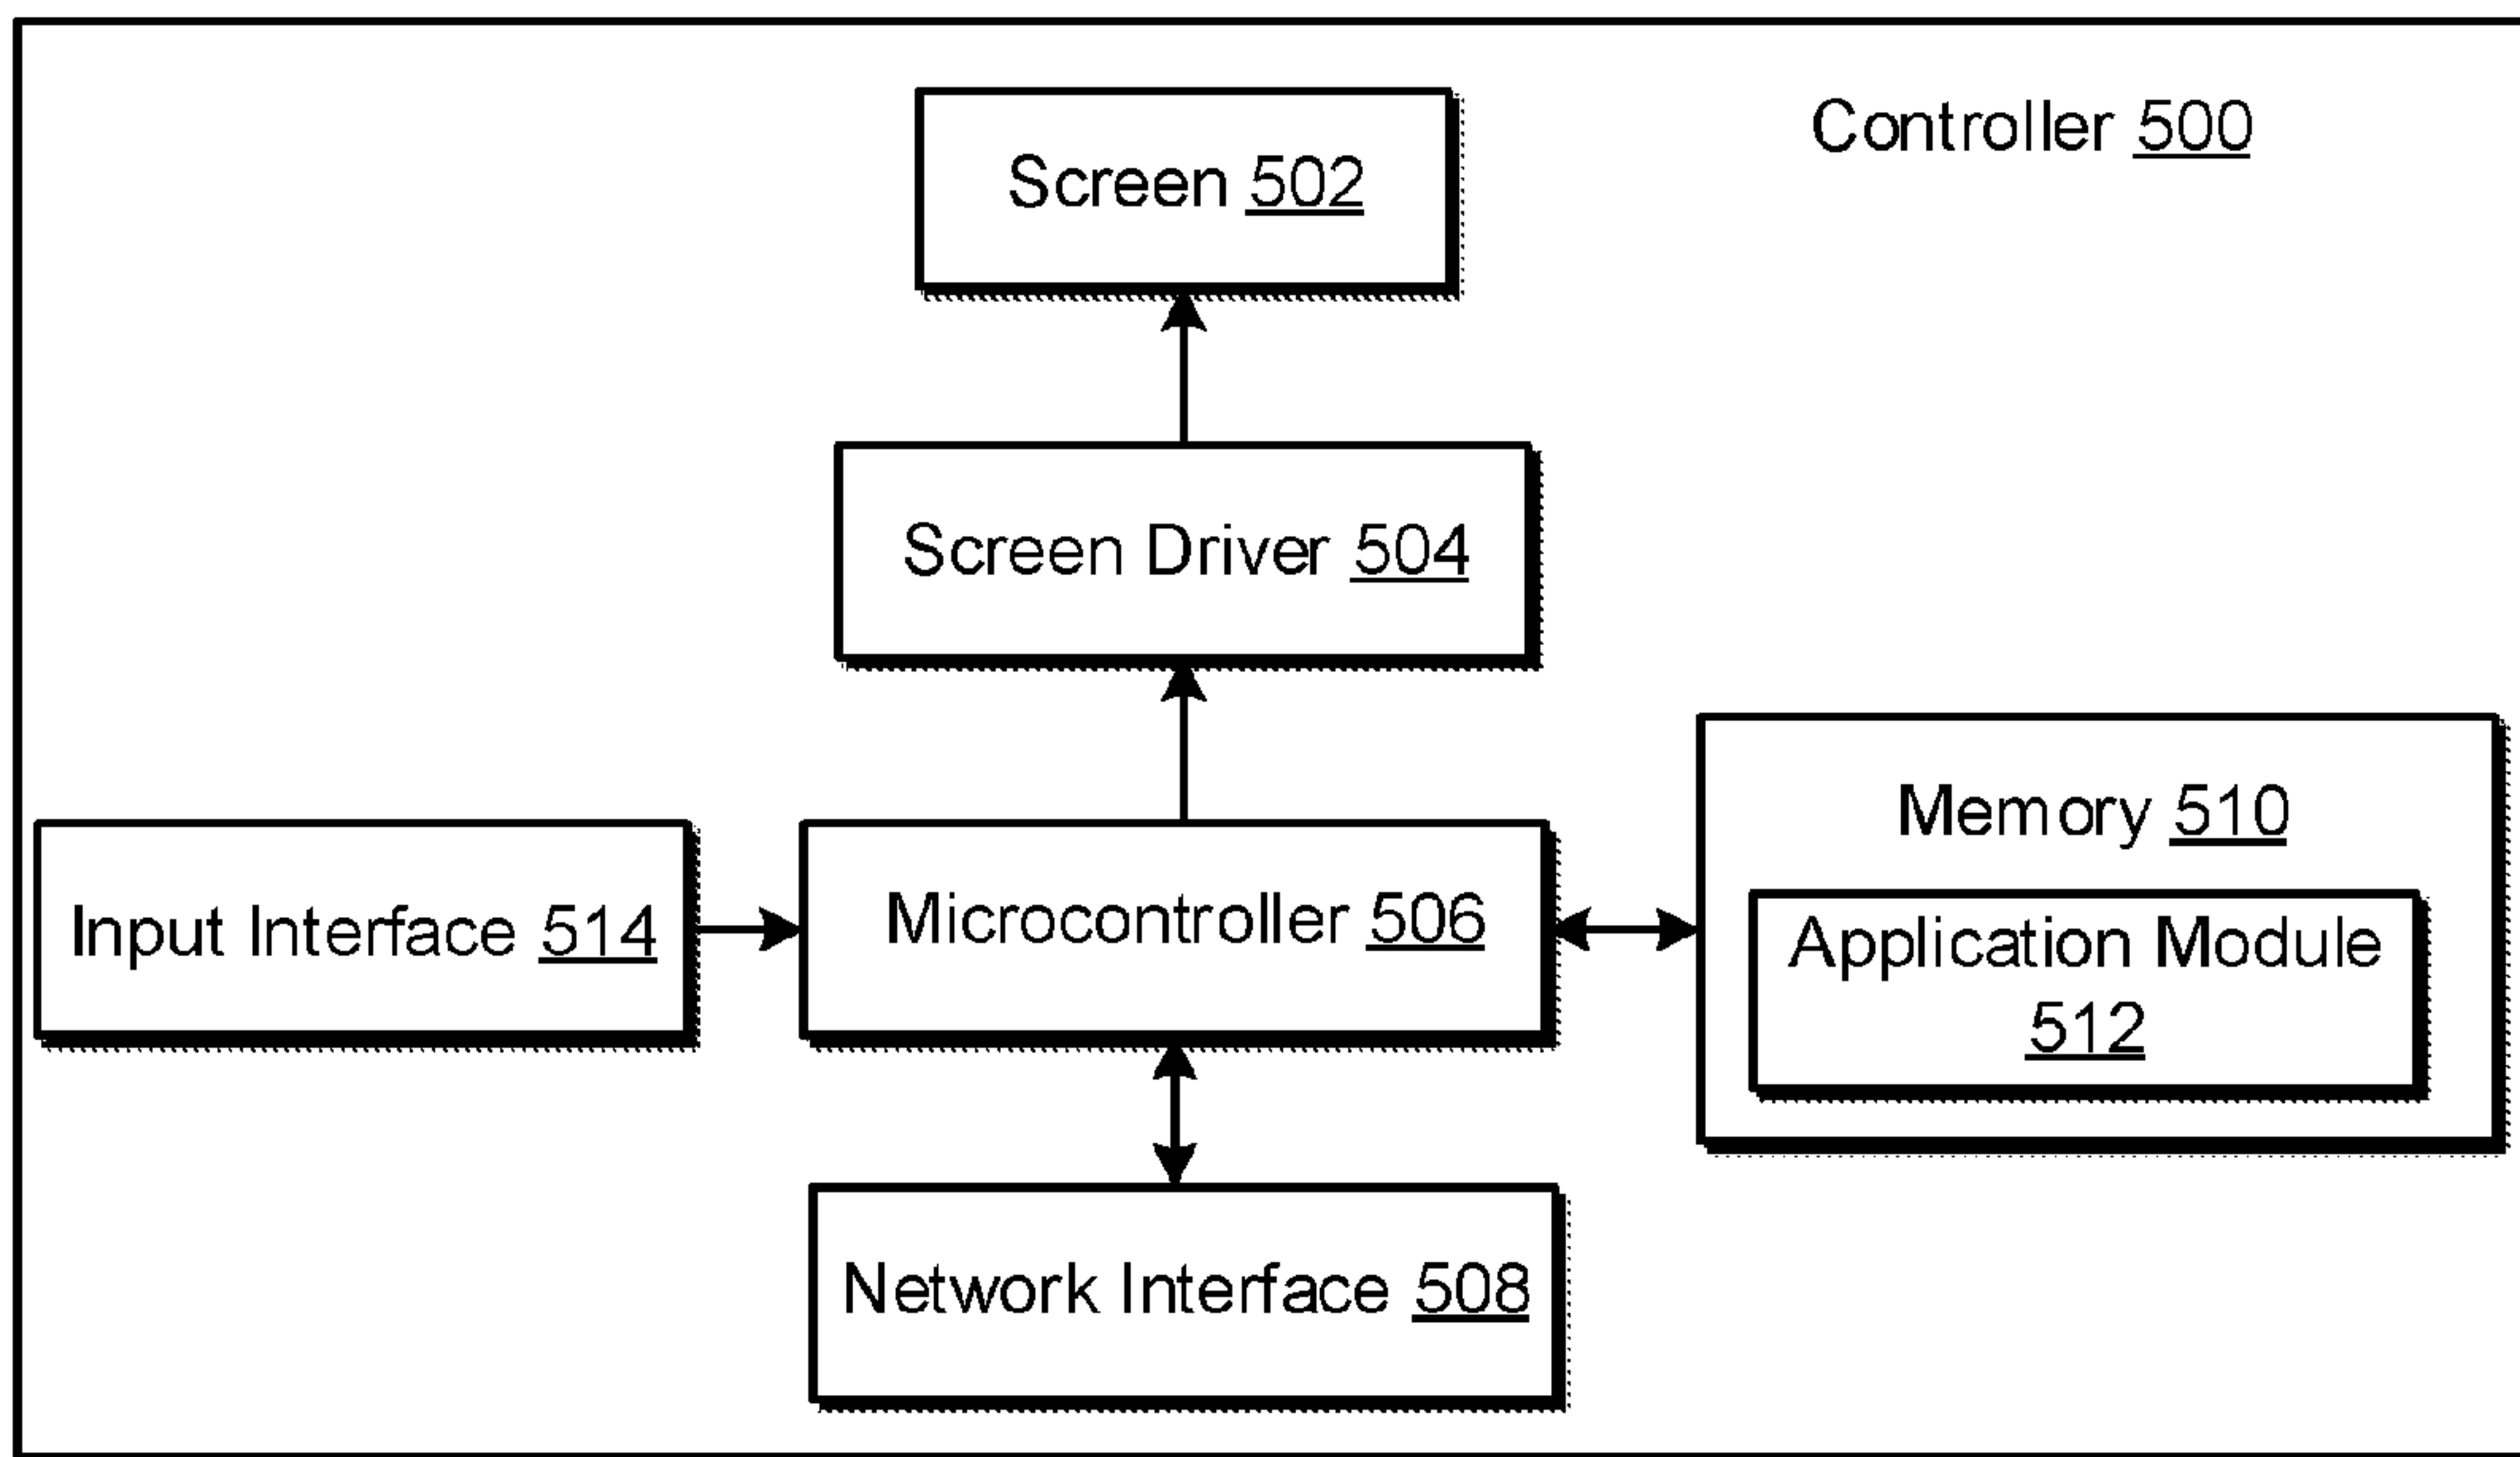 Controller 500
Screen 502
Screen Driver 504
Memory 510
Input Interface 514
Microcontroller 506
Application Module
512
Network Interface 508